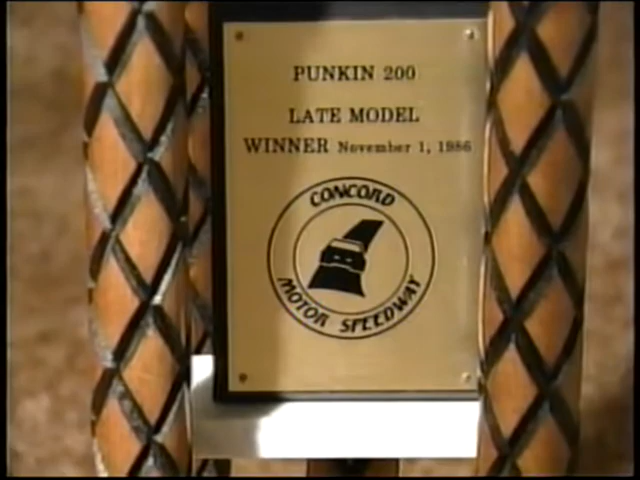 PUNKIN 200
LATE MODEL
WINNER November 1, 1986
CONCORD
MOTOR SPEEDWAY